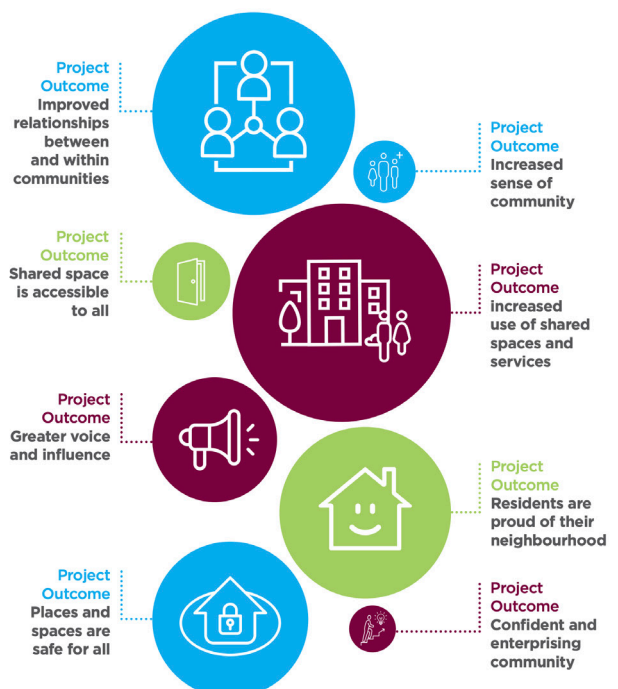 Project
Outcome
Improved
relationships
between
and within
communities
Project
Outcome
Increased
sense of
community
Project
Outcome
Shared space
is accessible
to all
Project
Outcome
increased
use of shared
spaces and
services
Project
Outcome
Greater voice
and influence
Project
Outcome
Residents are
proud of their
neighbourhood
Project
Outcome
Places and
spaces are
safe for all
Project
Outcome
Confident and
enterprising
community